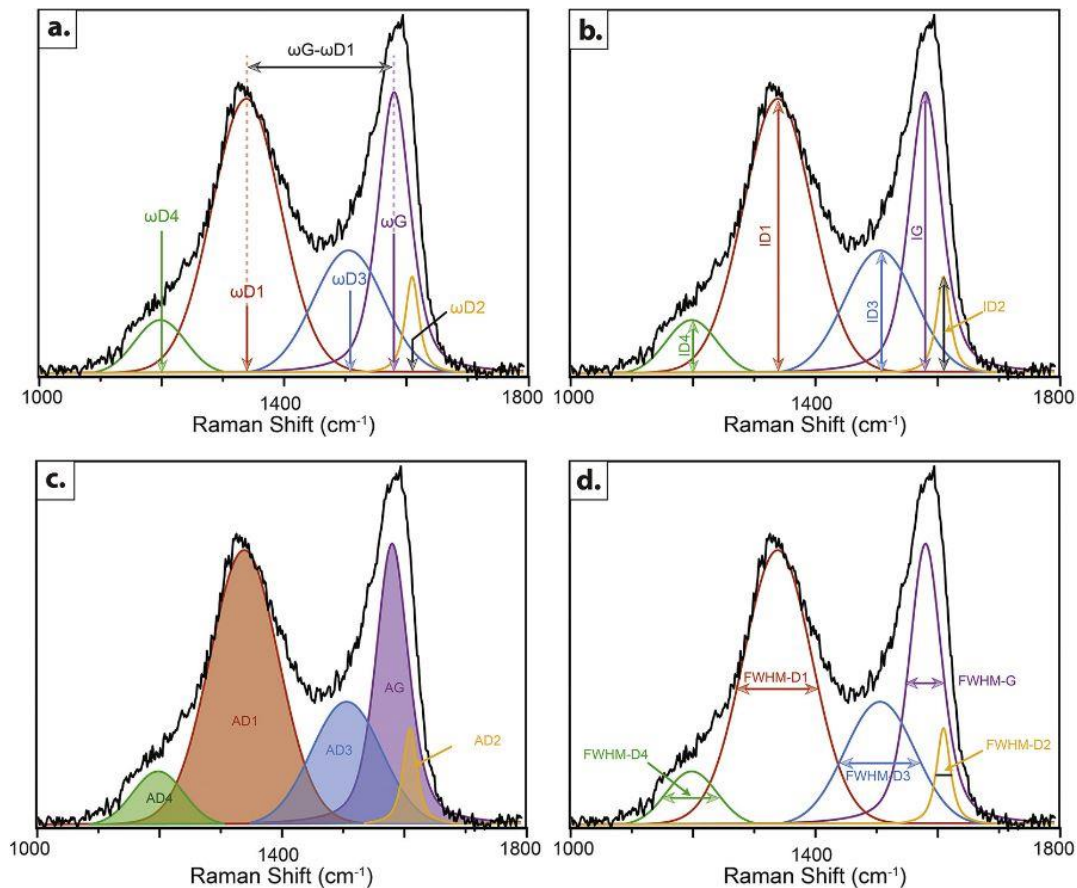 a.
ωG-ωD1
ωD4
ωG
ωD1
ωD3
ωD2
1000
1400
1800
Raman Shift (cm⁻¹)
b.
ID1
IG
ID3
ID2
ID4
1000
1400
1800
Raman Shift (cm⁻¹)
c.
AG
AD1
AD3
AD2
AD4
1000
1400
1800
Raman Shift (cm⁻¹)
d.
FWHM-D1
FWHM-G
FWHM-D4
FWHM-D2
FWHM-D3
1000
1400
1800
Raman Shift (cm⁻¹)